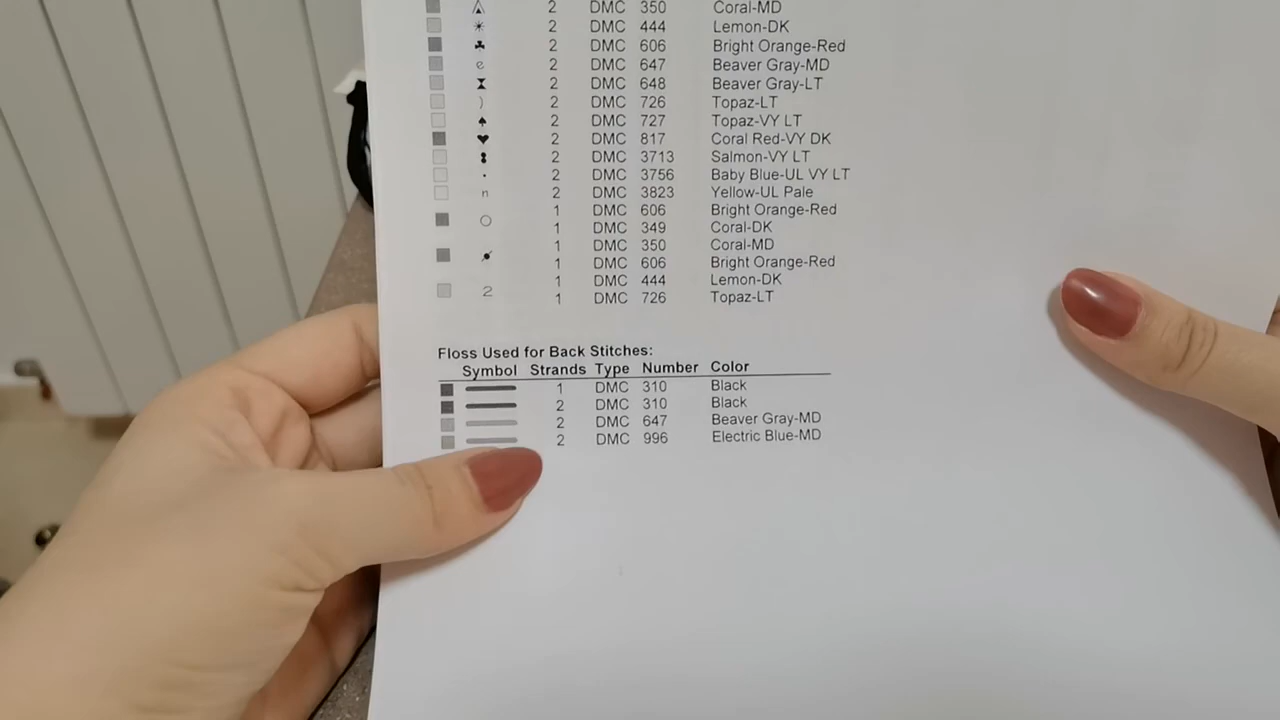 2 DMC 350 Coral-MD
2 DMC 444 Lemon-DK
2 DMC 606 Bright Orange-Red
e 2 DMC 647 Beaver Gray-MD
2 DMC 648 Beaver Gray-LT
) 2 DMC 726 Topaz-LT
♠ 2 DMC 727 Topaz-VY LT
♥ 2 DMC 817 Coral Red-VY DK
2 DMC 3713 Salmon-VY LT
· 2 DMC 3756 Baby Blue-UL VY LT
n 2 DMC 3823 Yellow-UL Pale
1 DMC 606 Bright Orange-Red
1 DMC 349 Coral-DK
1 DMC 350 Coral-MD
1 DMC 606 Bright Orange-Red
1 DMC 444 Lemon-DK
2 1 DMC 726 Topaz-LT
Floss Used for Back Stitches:
Symbol Strands Type Number Color
1 DMC 310 Black
2 DMC 310 Black
2 DMC 647 Beaver Gray-MD
2 DMC 996 Electric Blue-MD